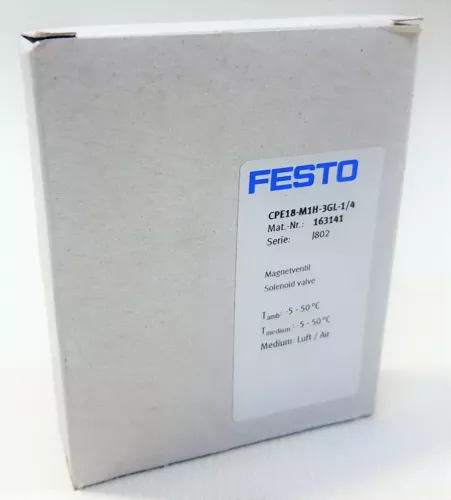 FESTO
CPE18-M1H-3GL-1/4
Mat.-Nr.: 163141
Serie: J802
Magnetventil
Solenoid valve
Tamb: -5 - 50 °C
Tmedium: -5 - 50 °C
Medium: Luft / Air